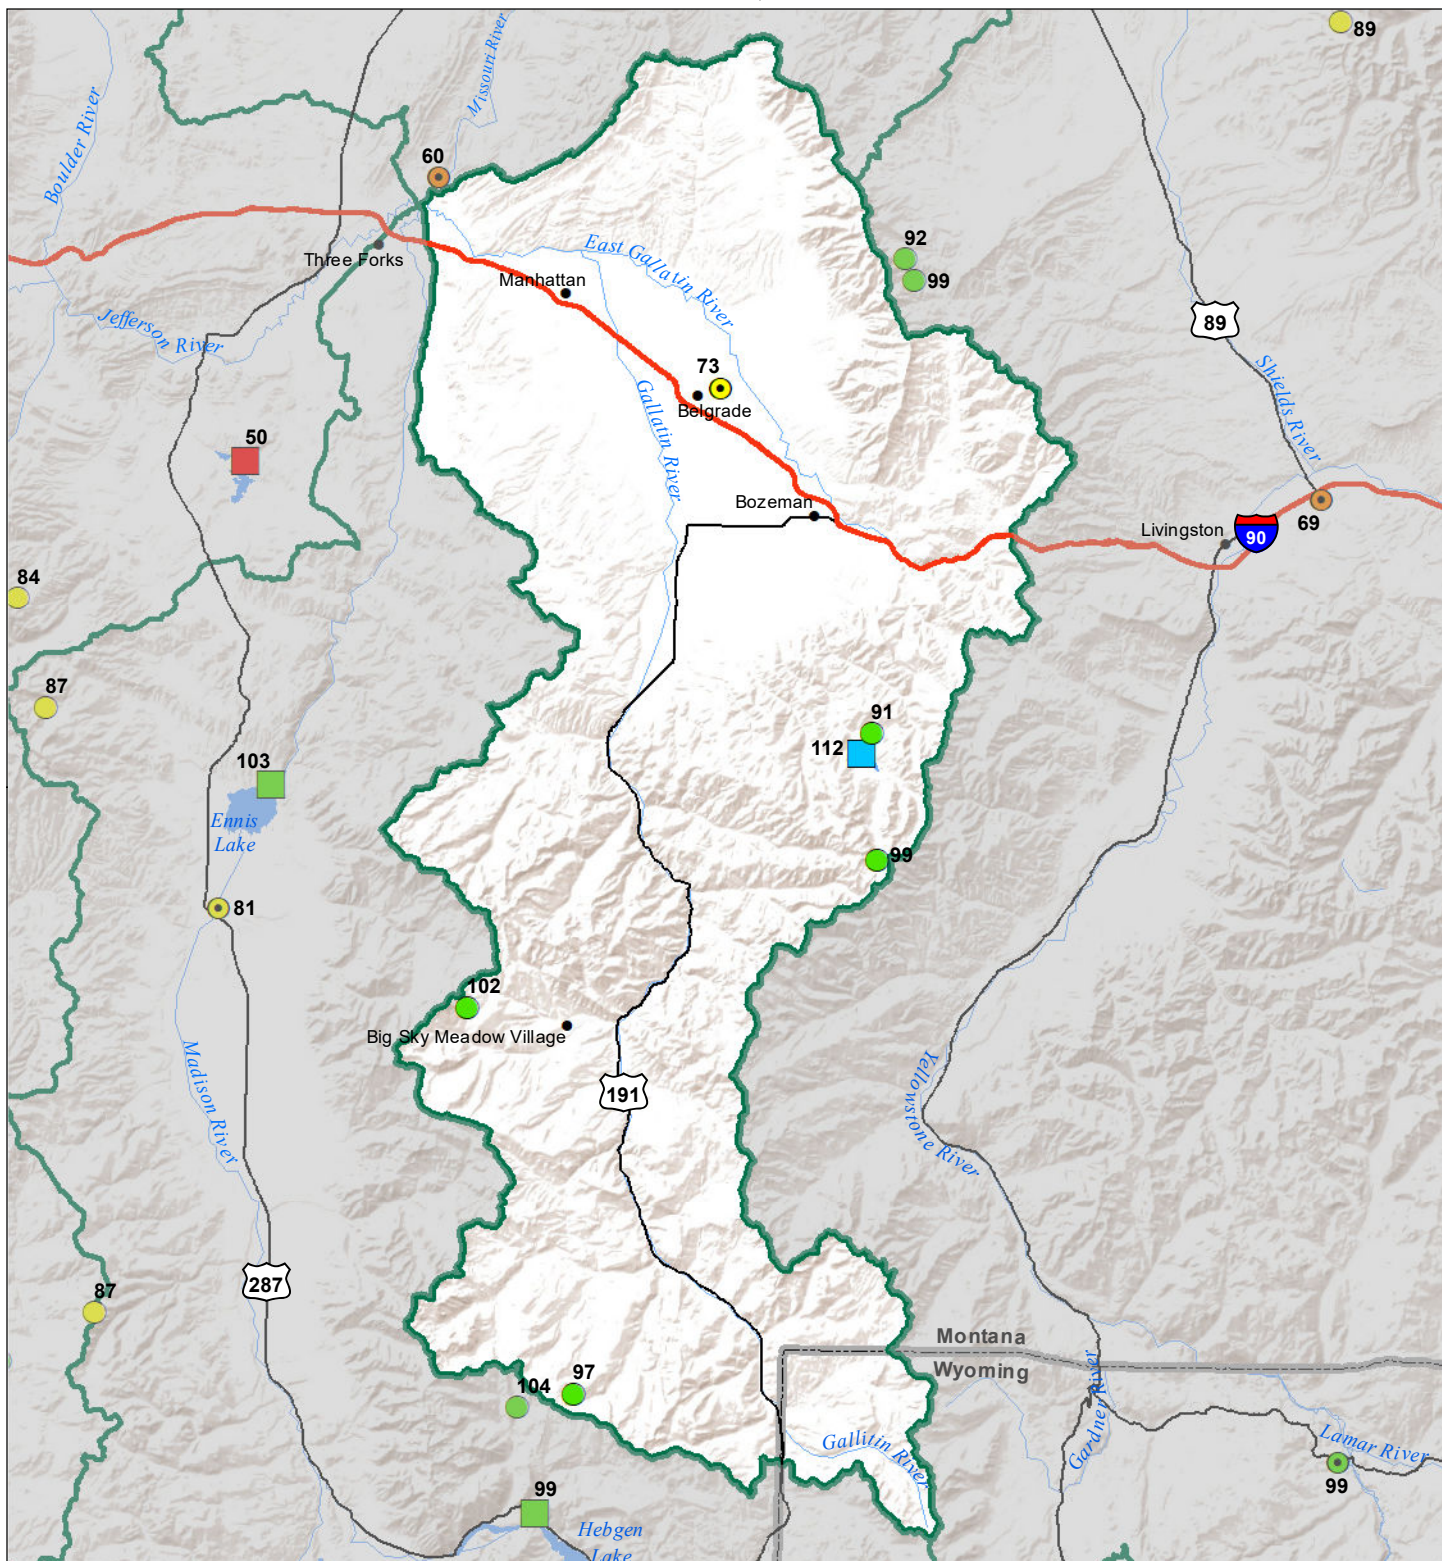 Missouri River
89
Boulder River
60
92
East Gallatin River
Three Forks
Manhattan
99
Jefferson River
89
73
Shields River
Belgrade
Gallatin River
50
Bozeman
69
Livingston
90
84
87
91
112
103
Ennis
Lake
99
81
102
Big Sky Meadow Village
Madison River
Yellowstone River
191
287
87
Montana
Wyoming
97
104
Gardner River
Gallitin River
Lamar River
99
99
Hebgen
Lake